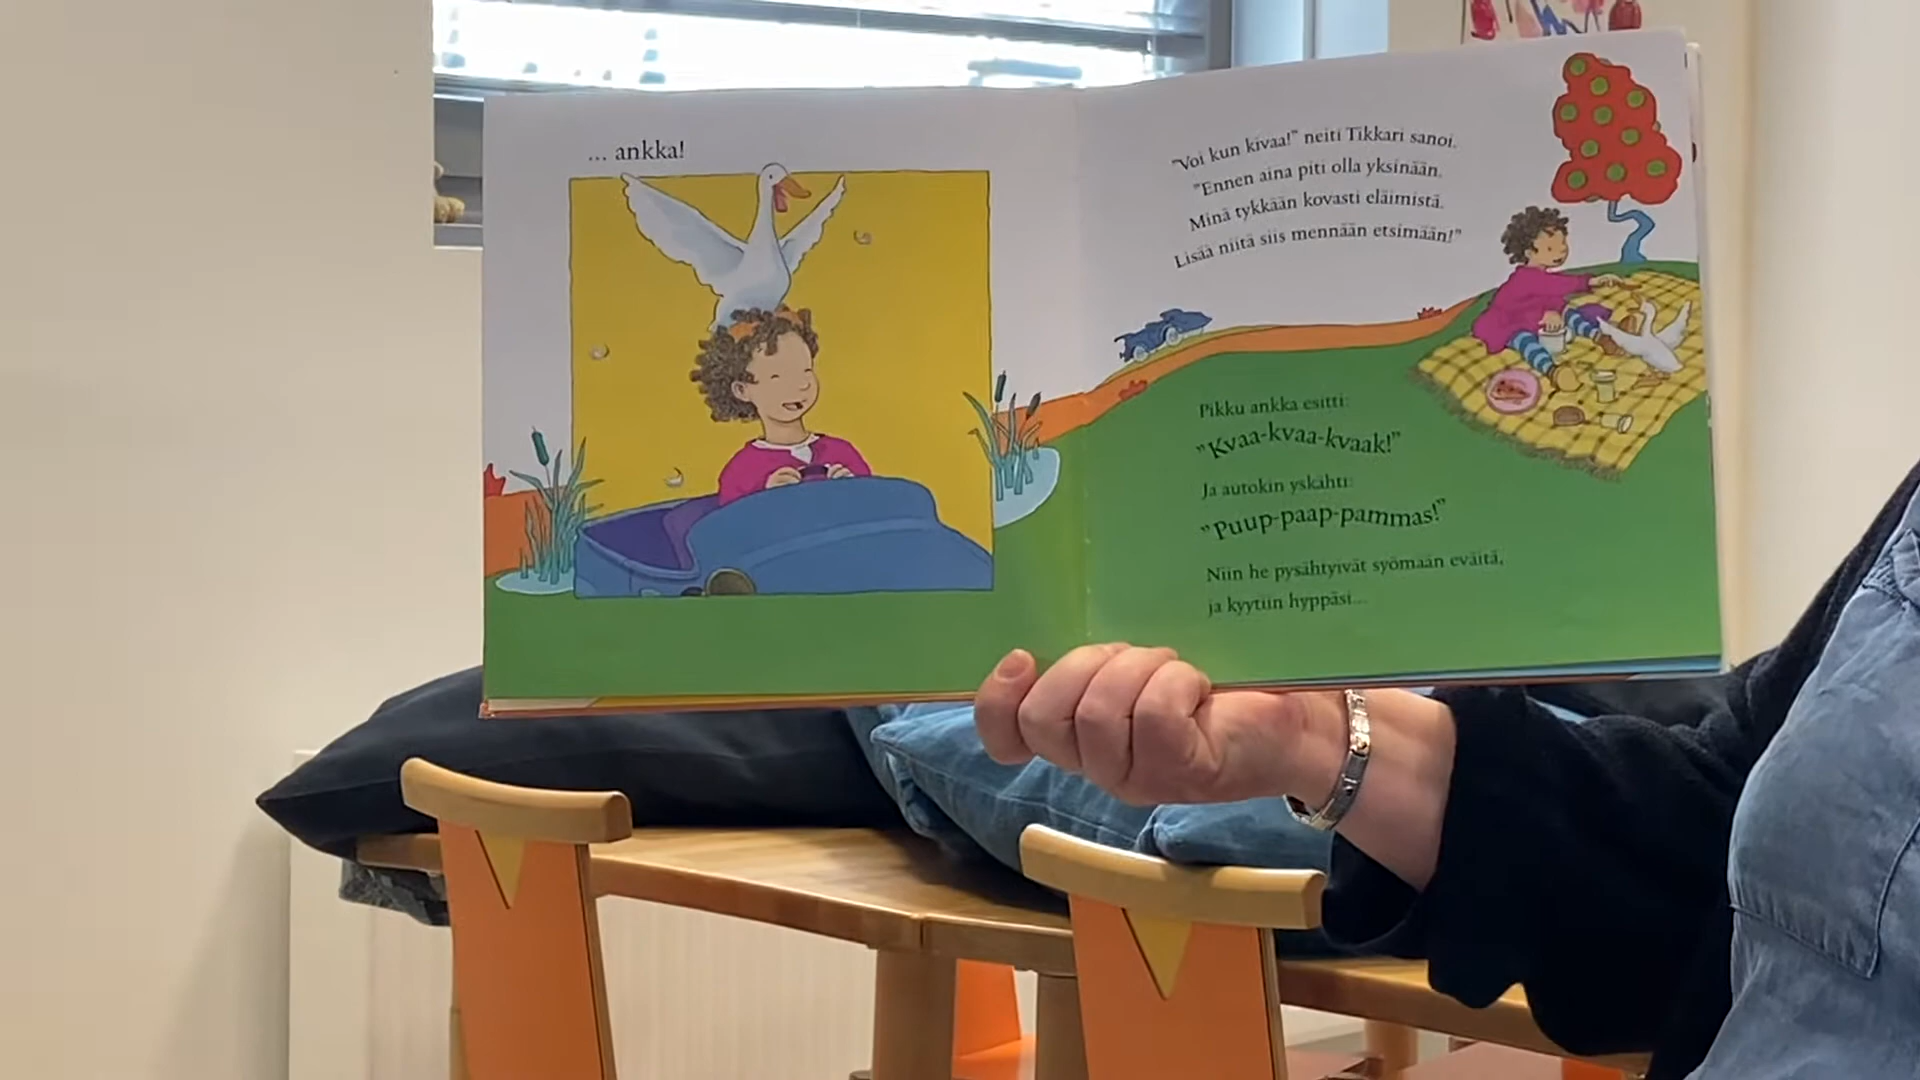 ... ankka!
"Voi kun kivaa!" neiti Tikkari sanoi.
"Ennen aina piti olla yksinään.
Minä tykkään kovasti eläimistä.
Lisää niitä siis mennään etsimään!"
Pikku ankka esitti:
"Kvaa-kvaa-kvaak!"
Ja autokin yskähti:
"Puup-paap-pammas!"
Niin he pysähtyivät syömään eväitä,
ja kyytiin hyppäsi...